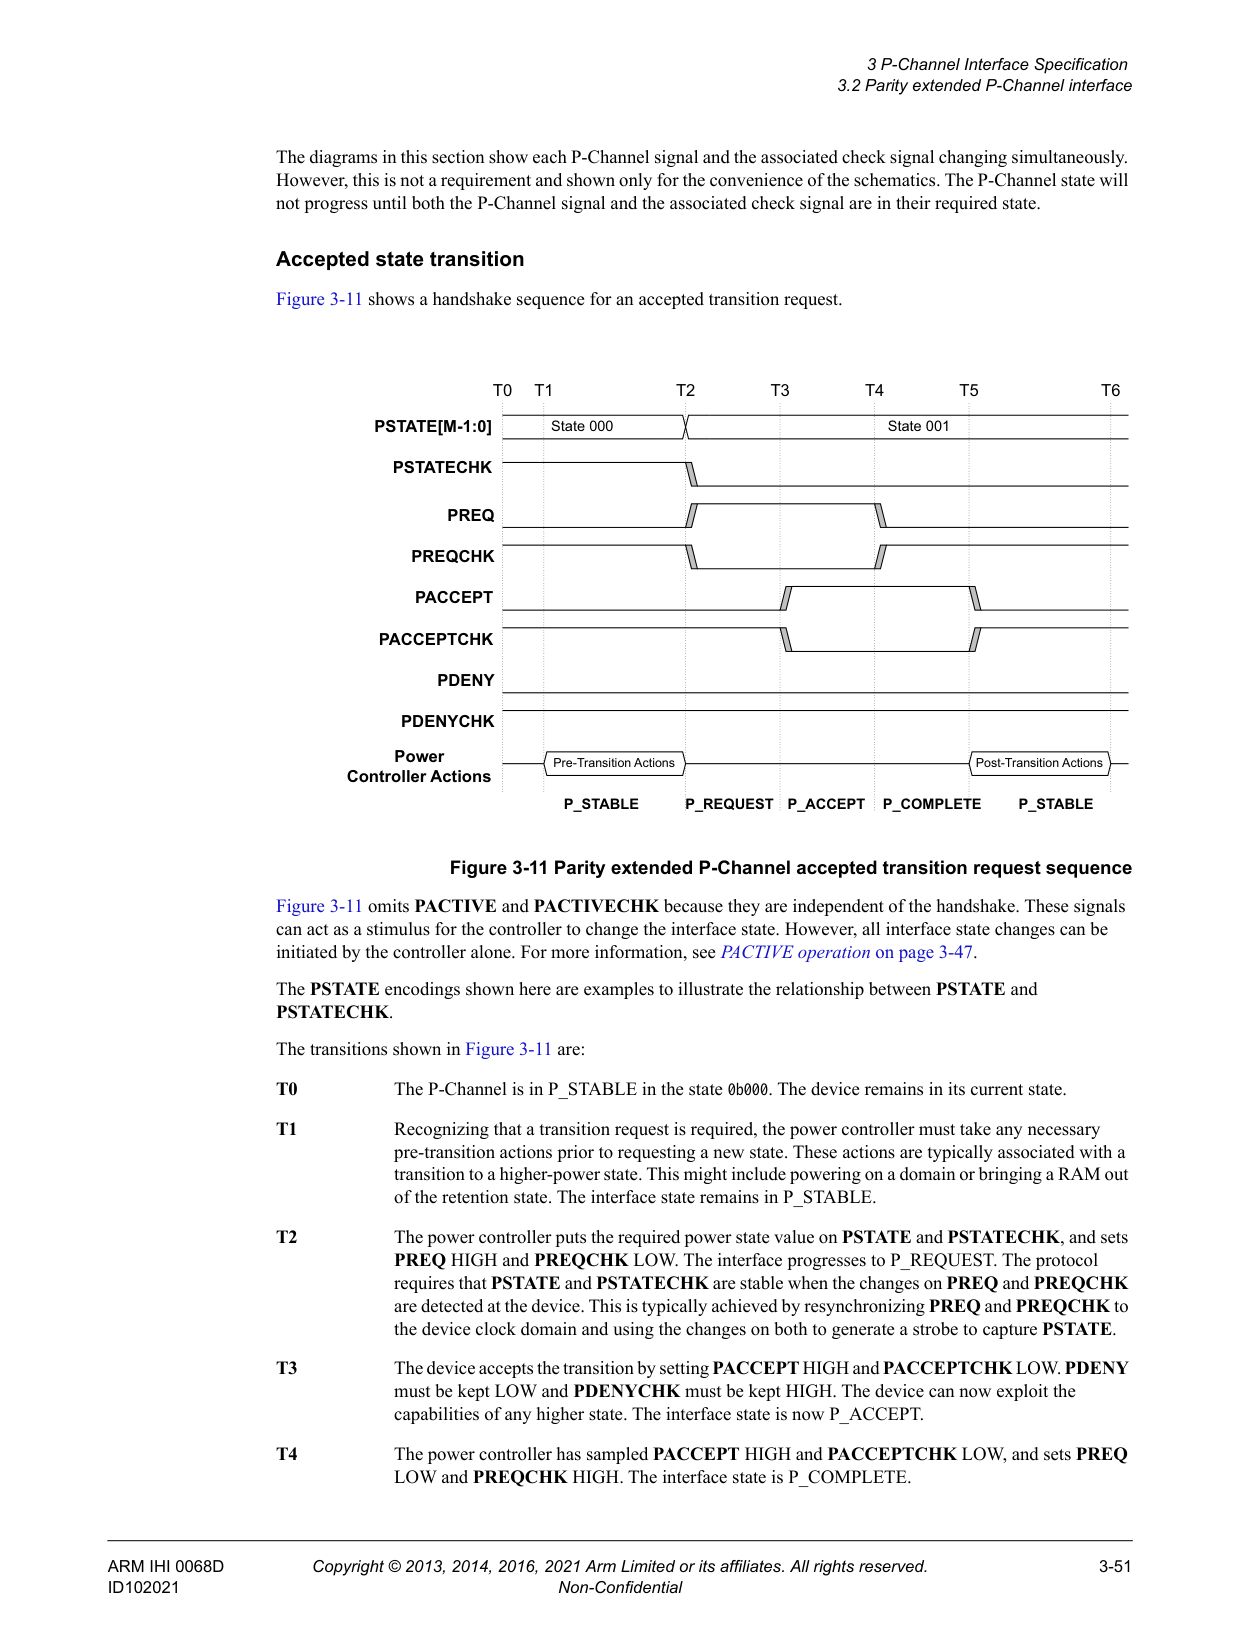 3 P-Channel Interface Specification
3.2 Parity extended P-Channel interface
The diagrams in this section show each P-Channel signal and the associated check signal changing simultaneously.
However, this is not a requirement and shown only for the convenience of the schematics. The P-Channel state will
not progress until both the P-Channel signal and the associated check signal are in their required state.
Accepted state transition
Figure 3-11 shows a handshake sequence for an accepted transition request.
T0 T1 T2 T3 T4 T5 T6
PSTATE[M-1:0] State 000 State 001
PSTATECHK
PREQ
PREQCHK
PACCEPT
PACCEPTCHK
PDENY
PDENYCHK
Power
Controller Actions
Pre-Transition Actions Post-Transition Actions
P_STABLE P_REQUEST P_ACCEPT P_COMPLETE P_STABLE
Figure 3-11 Parity extended P-Channel accepted transition request sequence
Figure 3-11 omits PACTIVE and PACTIVECHK because they are independent of the handshake. These signals
can act as a stimulus for the controller to change the interface state. However, all interface state changes can be
initiated by the controller alone. For more information, see PACTIVE operation on page 3-47.
The PSTATE encodings shown here are examples to illustrate the relationship between PSTATE and
PSTATECHK.
The transitions shown in Figure 3-11 are:
T0 The P-Channel is in P_STABLE in the state 0b000. The device remains in its current state.
T1 Recognizing that a transition request is required, the power controller must take any necessary
pre-transition actions prior to requesting a new state. These actions are typically associated with a
transition to a higher-power state. This might include powering on a domain or bringing a RAM out
of the retention state. The interface state remains in P_STABLE.
T2 The power controller puts the required power state value on PSTATE and PSTATECHK, and sets
PREQ HIGH and PREQCHK LOW. The interface progresses to P_REQUEST. The protocol
requires that PSTATE and PSTATECHK are stable when the changes on PREQ and PREQCHK
are detected at the device. This is typically achieved by resynchronizing PREQ and PREQCHK to
the device clock domain and using the changes on both to generate a strobe to capture PSTATE.
T3 The device accepts the transition by setting PACCEPT HIGH and PACCEPTCHK LOW. PDENY
must be kept LOW and PDENYCHK must be kept HIGH. The device can now exploit the
capabilities of any higher state. The interface state is now P_ACCEPT.
T4 The power controller has sampled PACCEPT HIGH and PACCEPTCHK LOW, and sets PREQ
LOW and PREQCHK HIGH. The interface state is P_COMPLETE.
ARM IHI 0068D Copyright © 2013, 2014, 2016, 2021 Arm Limited or its affiliates. All rights reserved. 3-51
ID102021 Non-Confidential